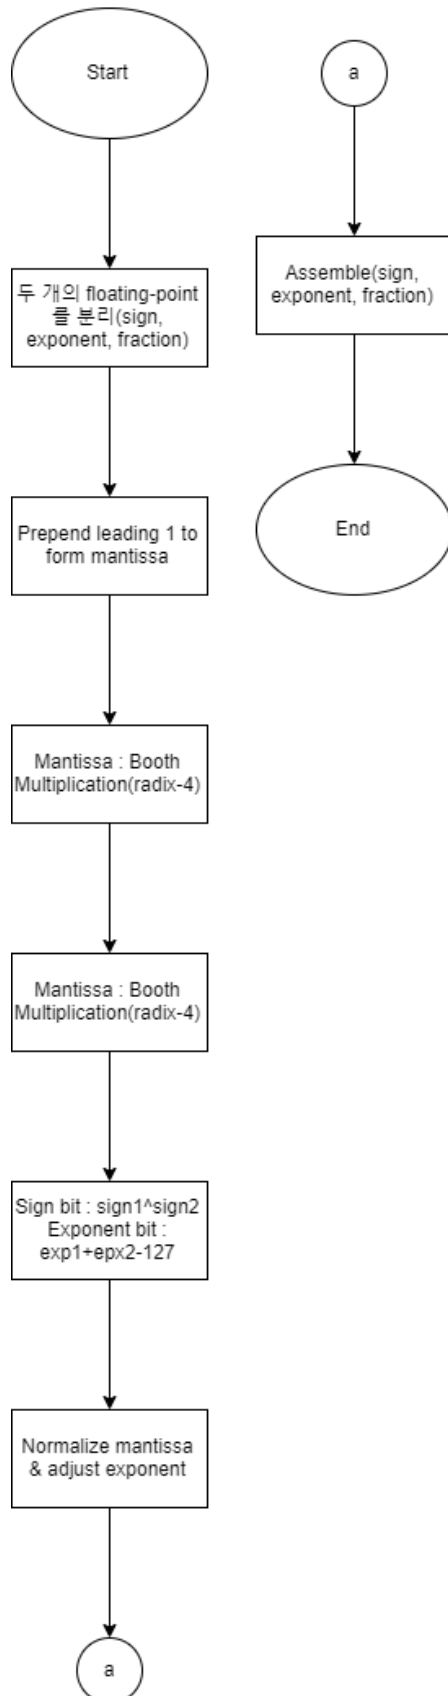 Start
두 개의 floating-point
를 분리(sign,
exponent, fraction)
Prepend leading 1 to
form mantissa
Mantissa : Booth
Multiplication(radix-4)
Mantissa : Booth
Multiplication(radix-4)
Sign bit : sign1^sign2
Exponent bit :
exp1+epx2-127
Normalize mantissa
& adjust exponent
a
a
Assemble(sign,
exponent, fraction)
End